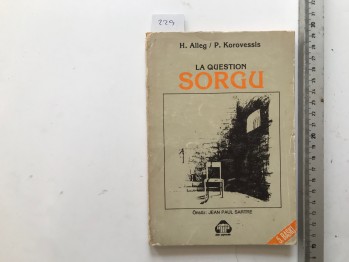 229
H. Alleg / P. Korovessis
LA QUESTION
SORGU
Önsöz: JEAN PAUL SARTRE